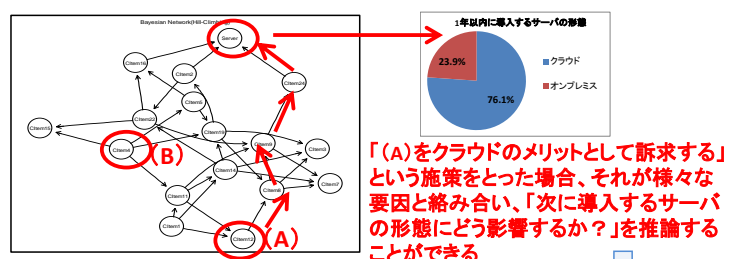 Bayesian Network(Hill-Climbing)
Server
CItem16
CItem2
CItem24
CItem5
CItem22
CItem15
CItem19
CItem4
(B)
CItem9
CItem3
CItem14
CItem8
CItem7
CItem11
CItem1
CItem12
(A)
1年以内に導入するサーバの形態
23.9%
76.1%
クラウド
オンプレミス
「(A)をクラウドのメリットとして訴求する」
という施策をとった場合、それが様々な
要因と絡み合い、「次に導入するサーバ
の形態にどう影響するか?」を推論する
ことができる